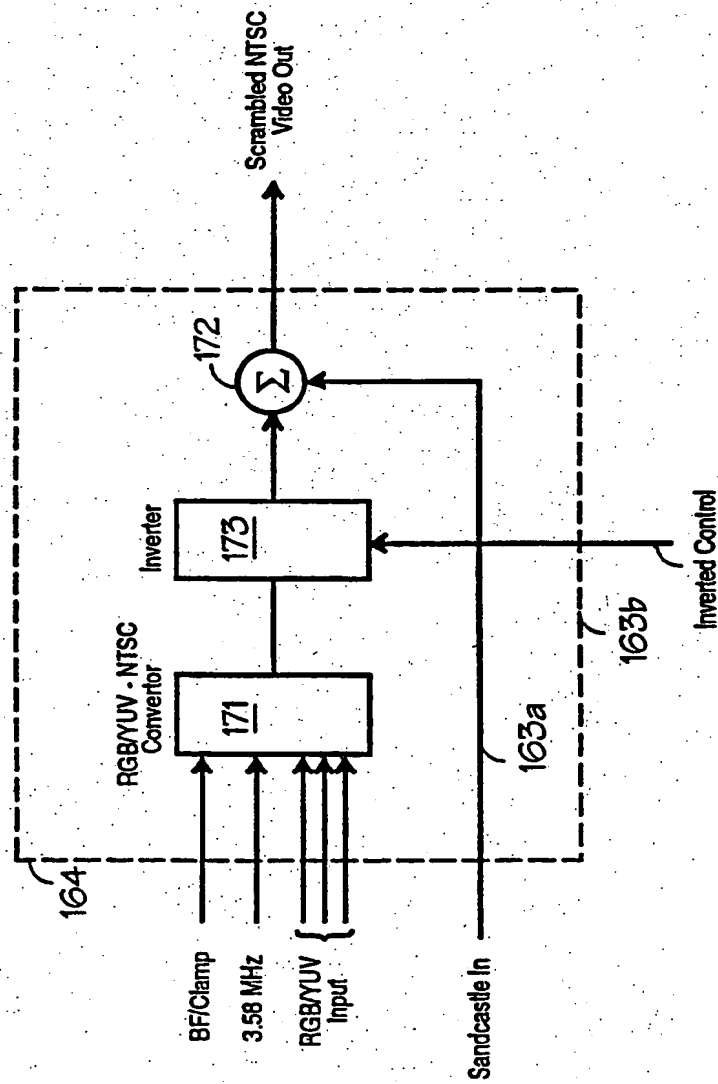 164
BF/Clamp
3.58 MHz
RGB/YUV
Input
Sandcastle In
RGB/YUV - NTSC
Convertor
171
Inverter
173
172
Σ
Scrambled NTSC
Video Out
163a
163b
Inverted Control